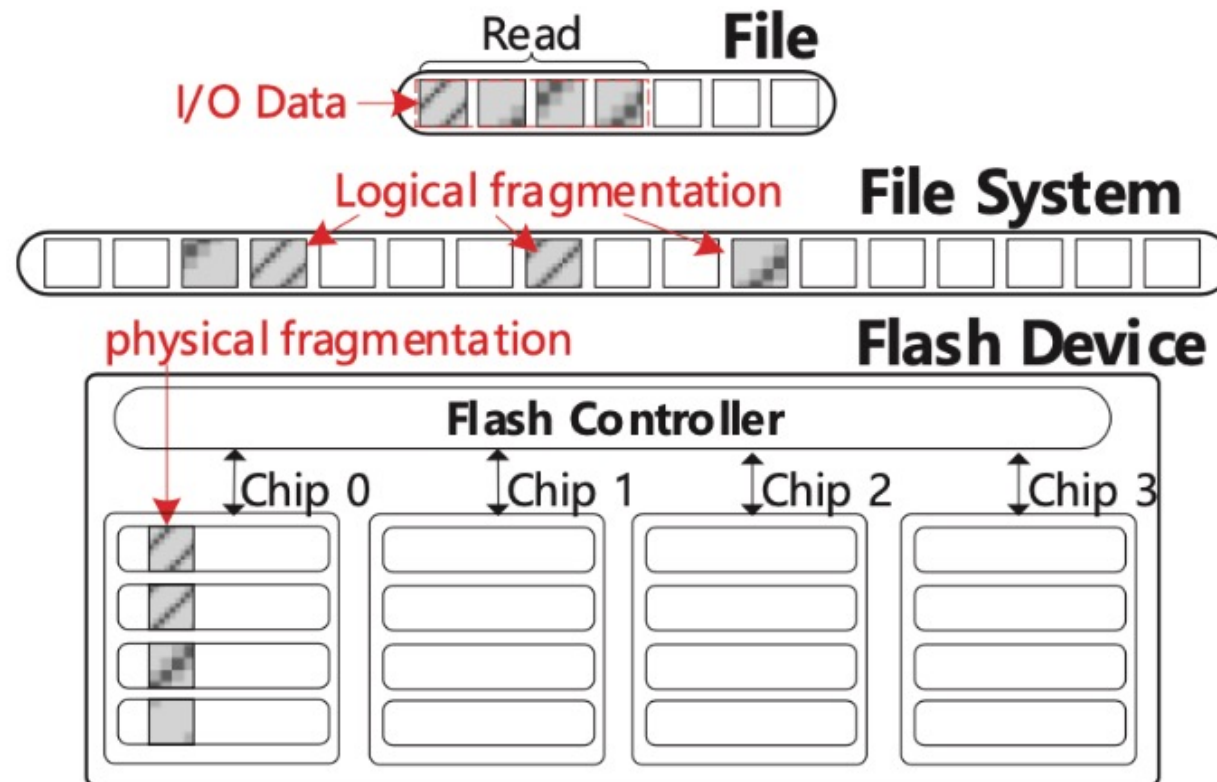 Read
File
I/O Data
File System
Logical fragmentation
Flash Device
physical fragmentation
Flash Controller
Chip 0
Chip 1
Chip 2
Chip 3